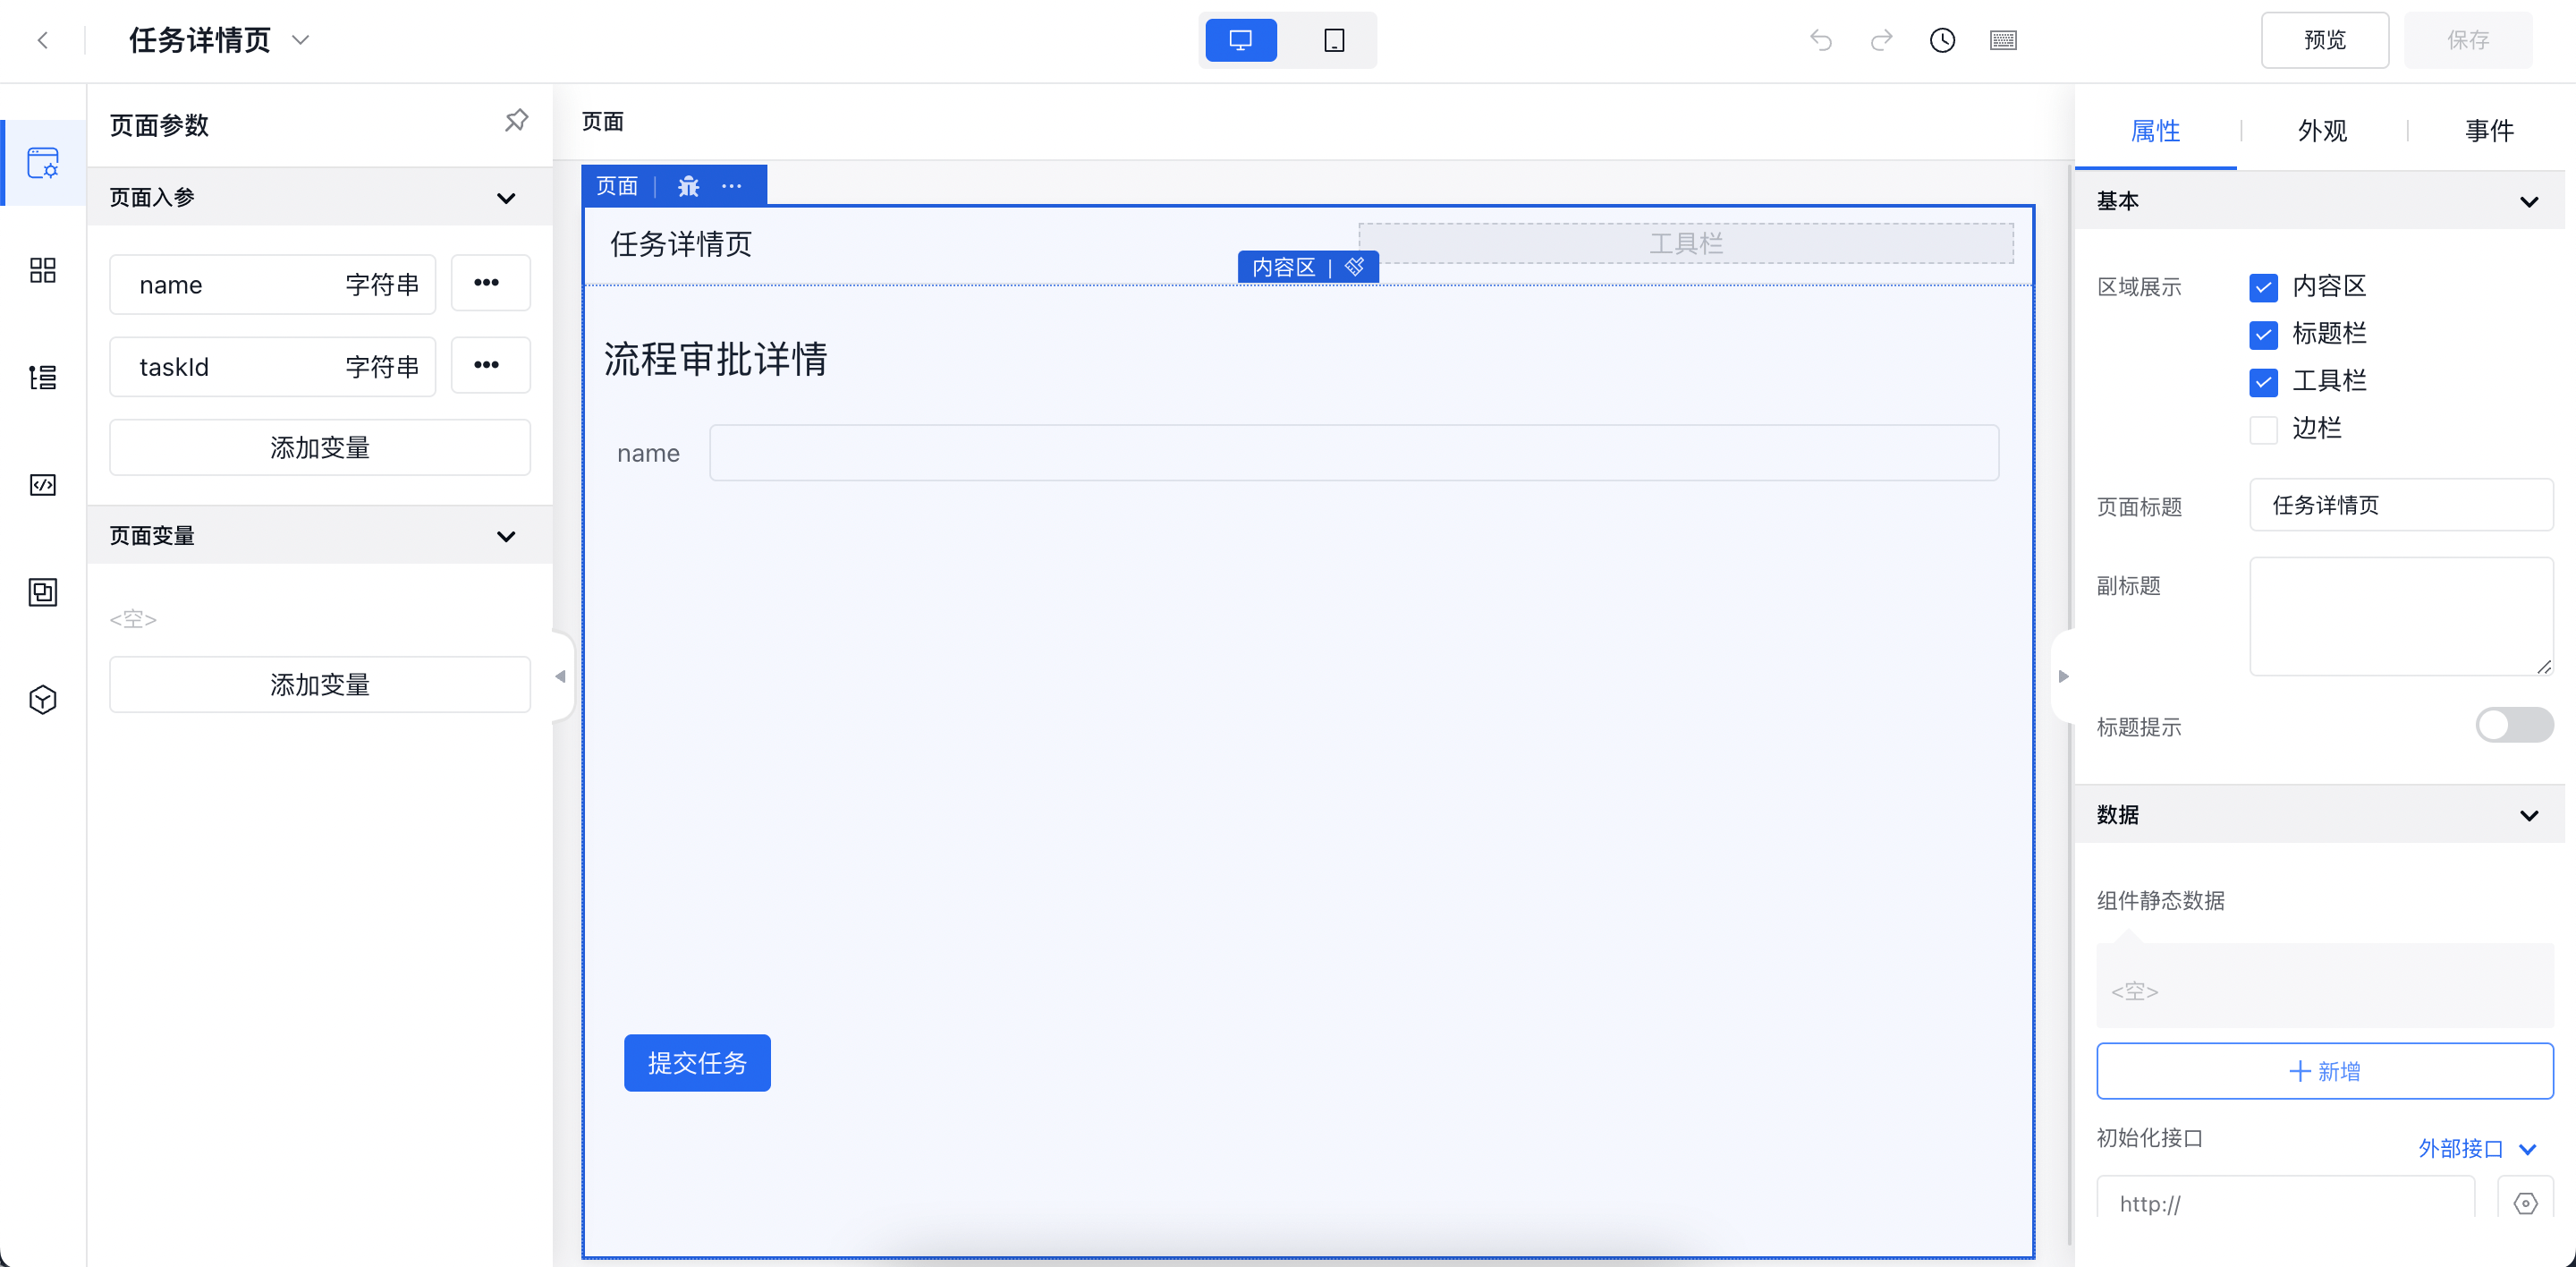 任务详情页
预览
保存
页面参数
页面入参
name 字符串
taskId 字符串
添加变量
页面变量
<空>
添加变量
页面
页面
任务详情页
工具栏
内容区
流程审批详情
name
提交任务
属性
外观
事件
基本
区域展示
内容区
标题栏
工具栏
边栏
页面标题
任务详情页
副标题
标题提示
数据
组件静态数据
<空>
新增
初始化接口
外部接口
http://